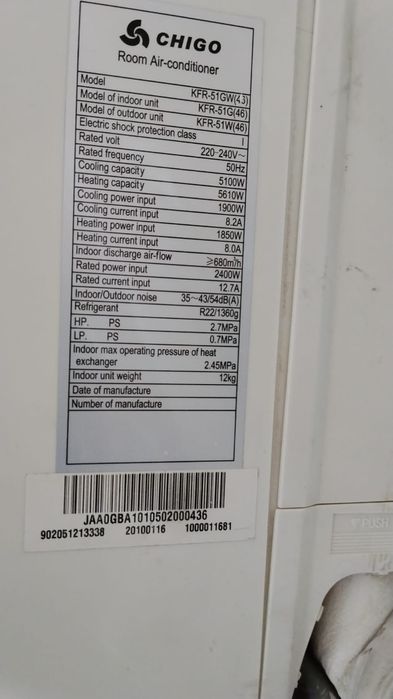 CHIGO
Room Air-conditioner
Model KFR-51GW(43)
Model of indoor unit KFR-51G(46)
Model of outdoor unit KFR-51W(46)
Electric shock protection class I
Rated volt 220-240V~
Rated frequency 50Hz
Cooling capacity 5100W
Heating capacity 5610W
Cooling power input 1900W
Cooling current input 8.2A
Heating power input 1850W
Heating current input 8.0A
Indoor discharge air-flow ≥680m³/h
Rated power input 2400W
Rated current input 12.7A
Indoor/Outdoor noise 35~43/54dB(A)
Refrigerant R22/1360g
HP. PS 2.7MPa
LP. PS 0.7MPa
Indoor max operating pressure of heat
exchanger 2.45MPa
Indoor unit weight 12kg
Date of manufacture
Number of manufacture
JAA0GBA1010502000436
902051213338 20100116 1000011681
PUSH